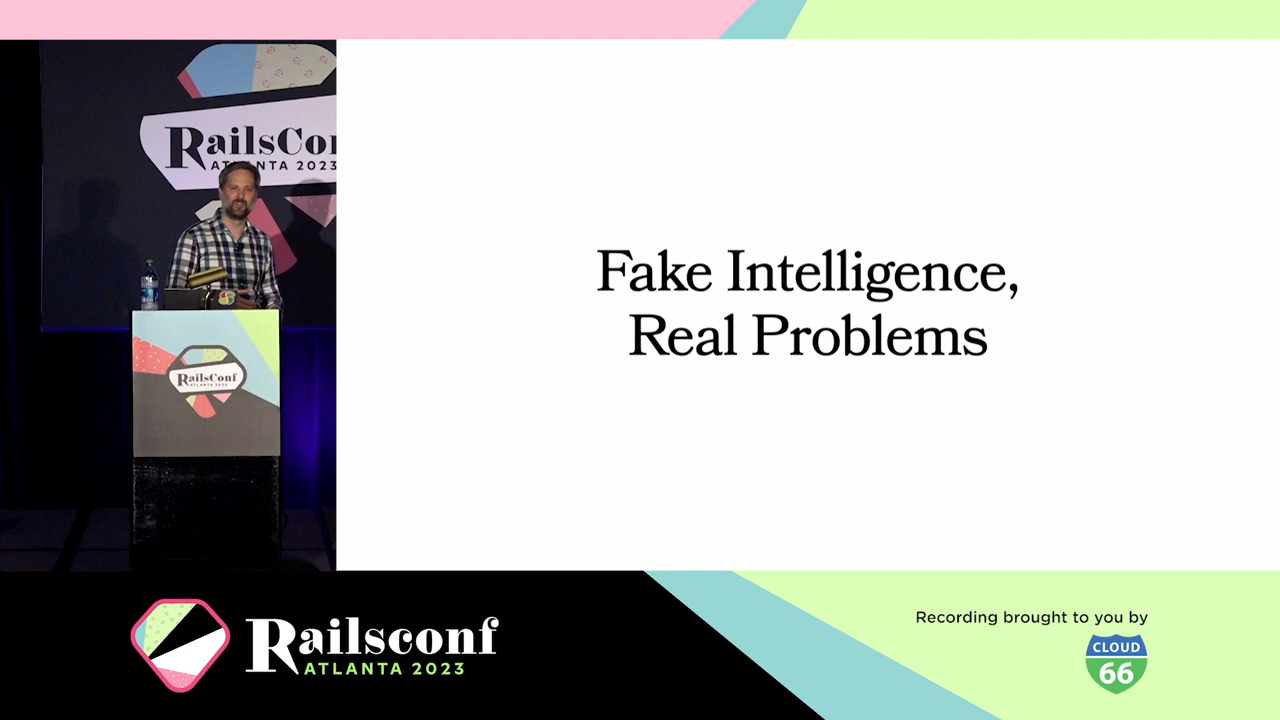 RailsCon
ATLANTA 2023
RailsConf
ATLANTA 2023
Fake Intelligence,
Real Problems
Railsconf
ATLANTA 2023
Recording brought to you by
CLOUD
66